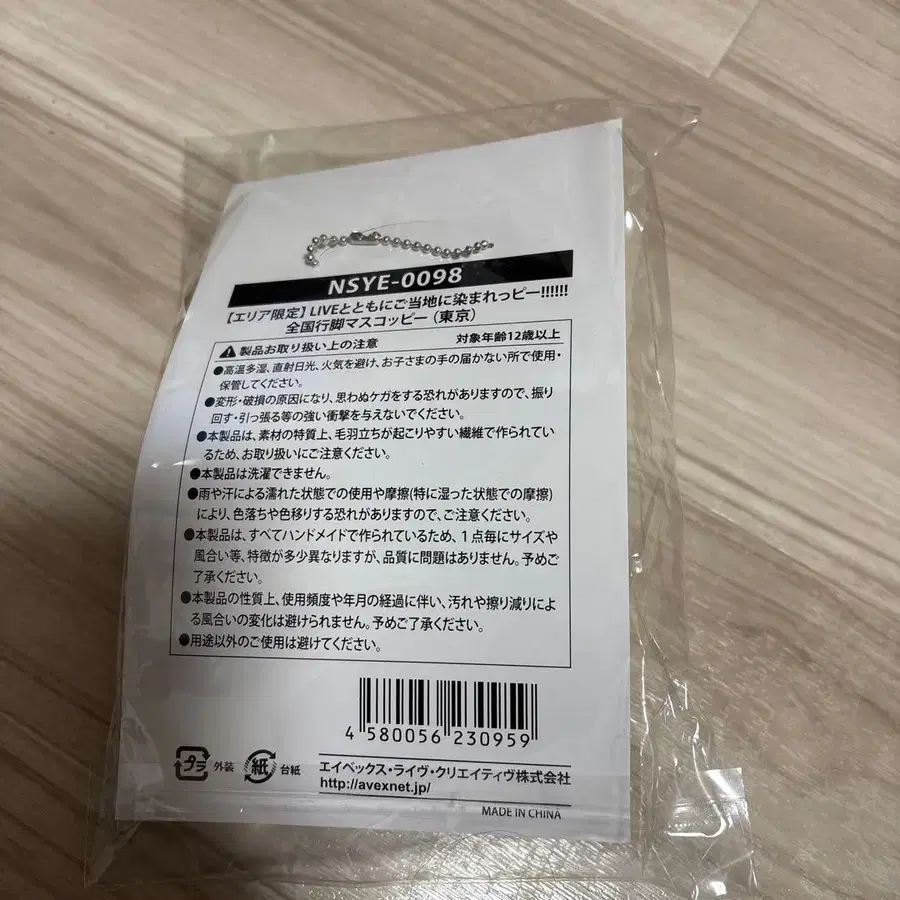 NSYE-0098
【エリア限定】LIVEとともにご当地に染まれっピー!!!!!!
全国行脚マスコッピー（東京）
製品お取り扱い上の注意 対象年齢12歳以上
●高温多湿、直射日光、火気を避け、お子さまの手の届かない所で使用・
保管してください。
●変形・破損の原因になり、思わぬケガをする恐れがありますので、振り
回す・引っ張る等の強い衝撃を与えないでください。
●本製品は、素材の特質上、毛羽立ちが起こりやすい繊維で作られてい
るため、お取り扱いにご注意ください。
●本製品は洗濯できません。
●雨や汗による濡れた状態での使用や摩擦(特に湿った状態での摩擦)
により、色落ちや色移りする恐れがありますので、ご注意ください。
●本製品は、すべてハンドメイドで作られているため、１点毎にサイズや
風合い等、特徴が多少異なりますが、品質に問題はありません。予めご
了承ください。
●本製品の性質上、使用頻度や年月の経過に伴い、汚れや擦り減りによ
る風合いの変化は避けられません。予めご了承ください。
●用途以外のご使用は避けてください。
4 580056 230959
プラ 外装 紙 台紙
エイベックス・ライヴ・クリエイティヴ株式会社
http://avexnet.jp/
MADE IN CHINA